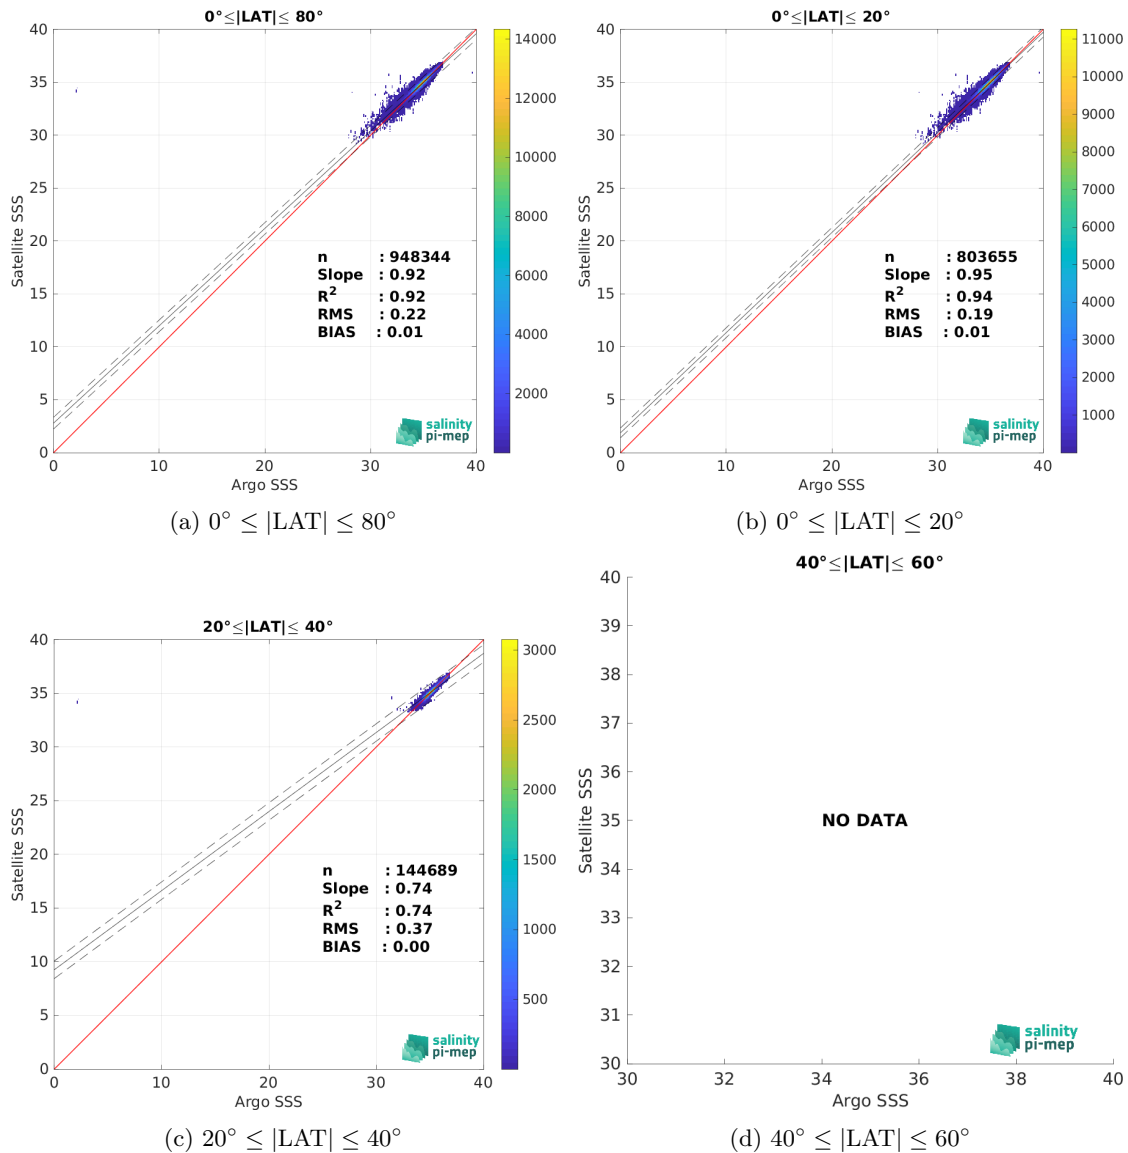 0°≤|LAT|≤ 80°
Satellite SSS
40
35
30
25
20
15
10
5
0
n : 948344
Slope : 0.92
R² : 0.92
RMS : 0.22
BIAS : 0.01
salinity
pi-mep
0 10 20 30 40
Argo SSS
14000
12000
10000
8000
6000
4000
2000
(a) 0° ≤ |LAT| ≤ 80°
0°≤|LAT|≤ 20°
Satellite SSS
40
35
30
25
20
15
10
5
0
n : 803655
Slope : 0.95
R² : 0.94
RMS : 0.19
BIAS : 0.01
salinity
pi-mep
0 10 20 30 40
Argo SSS
11000
10000
9000
8000
7000
6000
5000
4000
3000
2000
1000
(b) 0° ≤ |LAT| ≤ 20°
20°≤|LAT|≤ 40°
Satellite SSS
40
35
30
25
20
15
10
5
0
n : 144689
Slope : 0.74
R² : 0.74
RMS : 0.37
BIAS : 0.00
salinity
pi-mep
0 10 20 30 40
Argo SSS
3000
2500
2000
1500
1000
500
(c) 20° ≤ |LAT| ≤ 40°
40°≤|LAT|≤ 60°
Satellite SSS
40
39
38
37
36
35
34
33
32
31
30
NO DATA
salinity
pi-mep
30 32 34 36 38 40
Argo SSS
(d) 40° ≤ |LAT| ≤ 60°